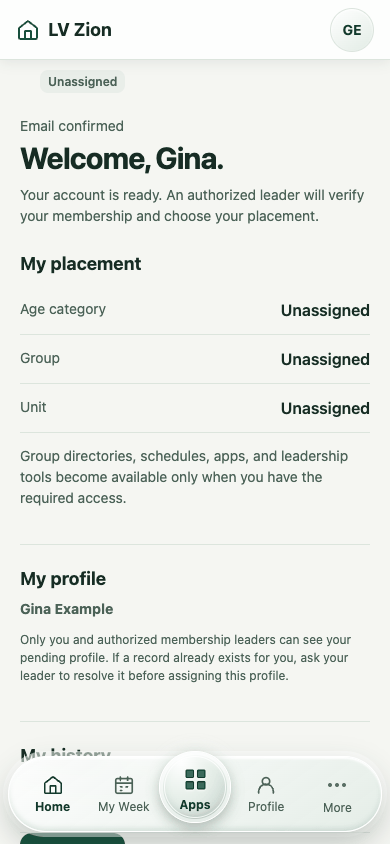 LV Zion
GE
Unassigned
Email confirmed
Welcome, Gina.
Your account is ready. An authorized leader will verify
your membership and choose your placement.
My placement
Age category
Unassigned
Group
Unassigned
Unit
Unassigned
Group directories, schedules, apps, and leadership
tools become available only when you have the
required access.
My profile
Gina Example
Only you and authorized membership leaders can see your
pending profile. If a record already exists for you, ask your
leader to resolve it before assigning this profile.
My history
Home
My Week
Apps
Profile
More